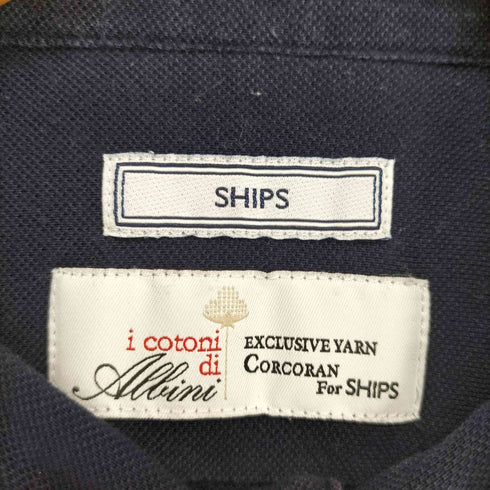 SHIPS
i cotoni
di
Albini
EXCLUSIVE YARN
CORCORAN
FOR SHIPS